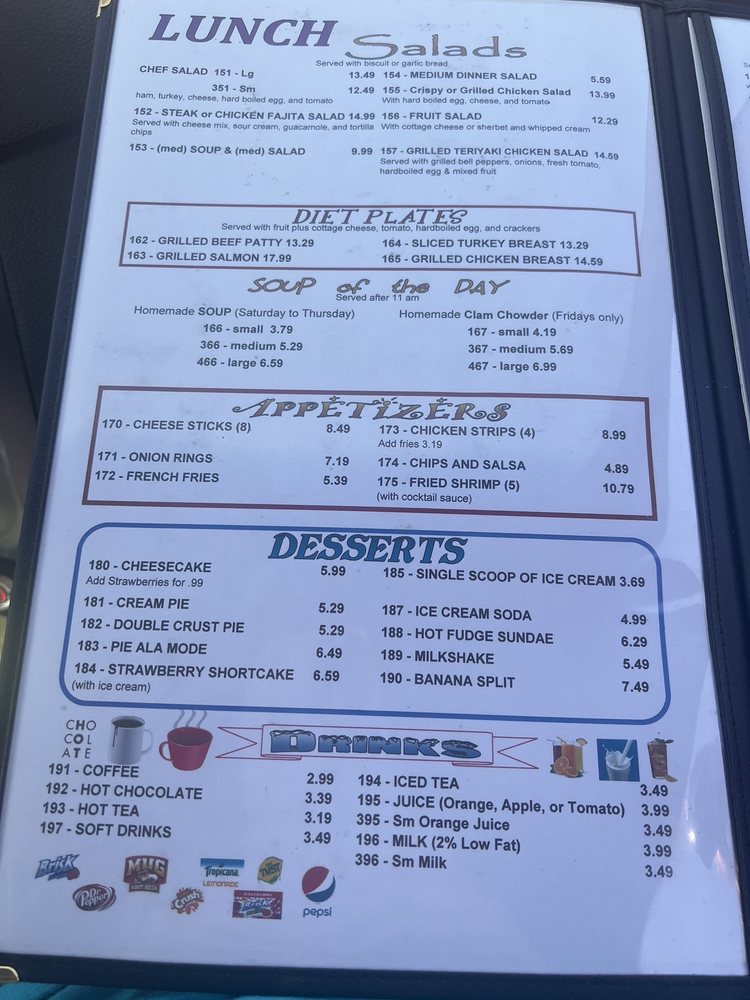 LUNCH Salads
Served with biscuit or garlic bread.
CHEF SALAD 151 - Lg 13.49
351 - Sm 12.49
ham, turkey, cheese, hard boiled egg, and tomato
152 - STEAK or CHICKEN FAJITA SALAD 14.99
Served with cheese mix, sour cream, guacamole, and tortilla
chips
153 - (med) SOUP & (med) SALAD 9.99
154 - MEDIUM DINNER SALAD 5.59
155 - Crispy or Grilled Chicken Salad 13.99
With hard boiled egg, cheese, and tomato
156 - FRUIT SALAD 12.29
With cottage cheese or sherbet and whipped cream
157 - GRILLED TERIYAKI CHICKEN SALAD 14.59
Served with grilled bell peppers, onions, fresh tomato,
hardboiled egg & mixed fruit
DIET PLATES
Served with fruit plus cottage cheese, tomato, hardboiled egg, and crackers
162 - GRILLED BEEF PATTY 13.29
163 - GRILLED SALMON 17.99
164 - SLICED TURKEY BREAST 13.29
165 - GRILLED CHICKEN BREAST 14.59
SOUP of the DAY
Served after 11 am
Homemade SOUP (Saturday to Thursday)
166 - small 3.79
366 - medium 5.29
466 - large 6.59
Homemade Clam Chowder (Fridays only)
167 - small 4.19
367 - medium 5.69
467 - large 6.99
APPETIZERS
170 - CHEESE STICKS (8) 8.49
171 - ONION RINGS 7.19
172 - FRENCH FRIES 5.39
173 - CHICKEN STRIPS (4) 8.99
Add fries 3.19
174 - CHIPS AND SALSA 4.89
175 - FRIED SHRIMP (5) 10.79
(with cocktail sauce)
DESSERTS
180 - CHEESECAKE 5.99
Add Strawberries for .99
181 - CREAM PIE 5.29
182 - DOUBLE CRUST PIE 5.29
183 - PIE ALA MODE 6.49
184 - STRAWBERRY SHORTCAKE 6.59
(with ice cream)
185 - SINGLE SCOOP OF ICE CREAM 3.69
187 - ICE CREAM SODA 4.99
188 - HOT FUDGE SUNDAE 6.29
189 - MILKSHAKE 5.49
190 - BANANA SPLIT 7.49
CHO
COL
ATE
DRINKS
191 - COFFEE 2.99
192 - HOT CHOCOLATE 3.39
193 - HOT TEA 3.19
197 - SOFT DRINKS 3.49
194 - ICED TEA 3.49
195 - JUICE (Orange, Apple, or Tomato) 3.99
395 - Sm Orange Juice 3.49
196 - MILK (2% Low Fat) 3.99
396 - Sm Milk 3.49
Brisk
MUG
ROOT BEER
Tropicana
LEMONADE
TWIST
Dr Pepper
Crush
Brisk
pepsi